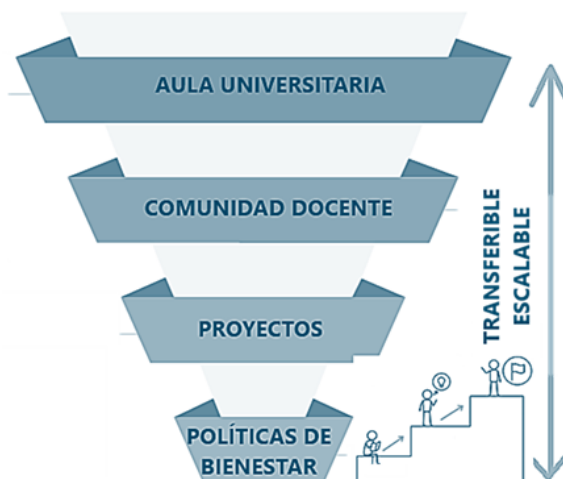 AULA UNIVERSITARIA
COMUNIDAD DOCENTE
PROYECTOS
POLÍTICAS DE
BIENESTAR
TRANSFERIBLE
ESCALABLE